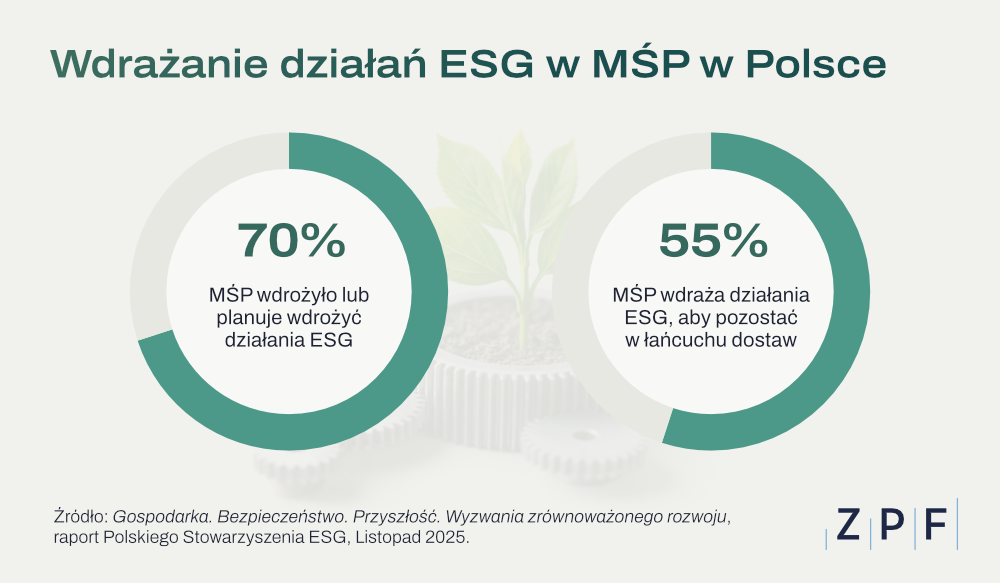 Wdrażanie działań ESG w MŚP w Polsce
70%
MŚP wdrożyło lub
planuje wdrożyć
działania ESG
55%
MŚP wdraża działania
ESG, aby pozostać
w łańcuchu dostaw
Źródło: Gospodarka. Bezpieczeństwo. Przyszłość. Wyzwania zrównoważonego rozwoju,
raport Polskiego Stowarzyszenia ESG, Listopad 2025.
ZPF